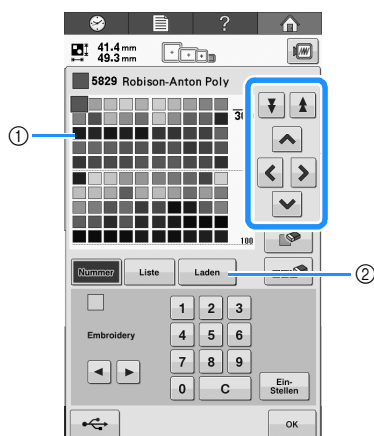 ?
41.4 mm
49.3 mm
5829 Robison-Anton Poly
①
100
Nummer Liste Laden
②
1 2 3
Embroidery
4 5 6
7 8 9
0 C
Ein-
Stellen
OK